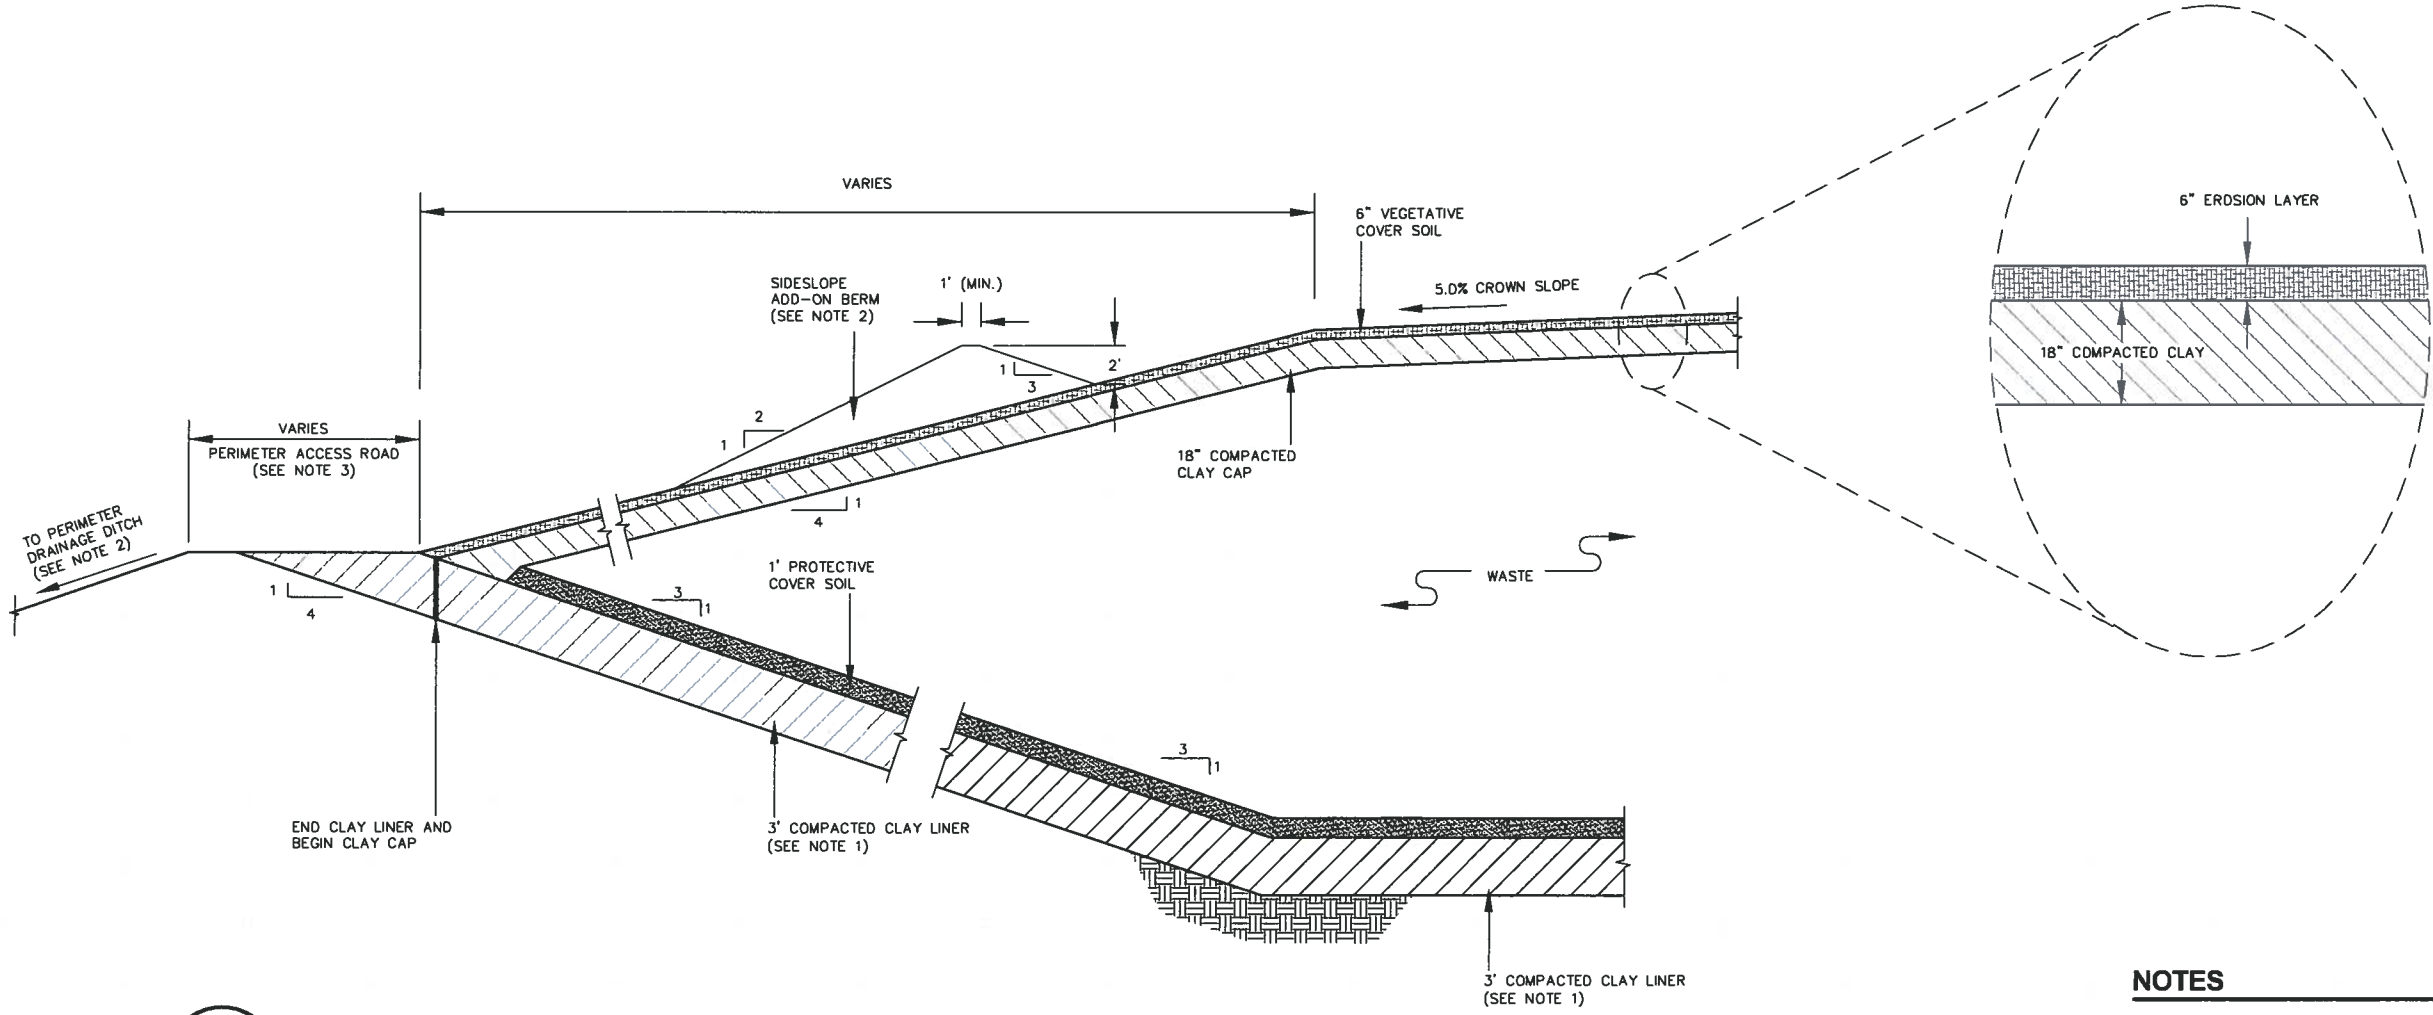 6" EROSION LAYER
18" COMPACTED CLAY
VARIES
6" VEGETATIVE
COVER SOIL
5.0% CROWN SLOPE
SIDESLOPE
ADD-ON BERM
(SEE NOTE 2)
1' (MIN.)
2'
1
3
2
1
VARIES
PERIMETER ACCESS ROAD
(SEE NOTE 3)
18" COMPACTED
CLAY CAP
1
4
TO PERIMETER
DRAINAGE DITCH
(SEE NOTE 2)
1
4
1' PROTECTIVE
COVER SOIL
3
1
WASTE
3
1
END CLAY LINER AND
BEGIN CLAY CAP
3' COMPACTED CLAY LINER
(SEE NOTE 1)
3' COMPACTED CLAY LINER
(SEE NOTE 1)
NOTES